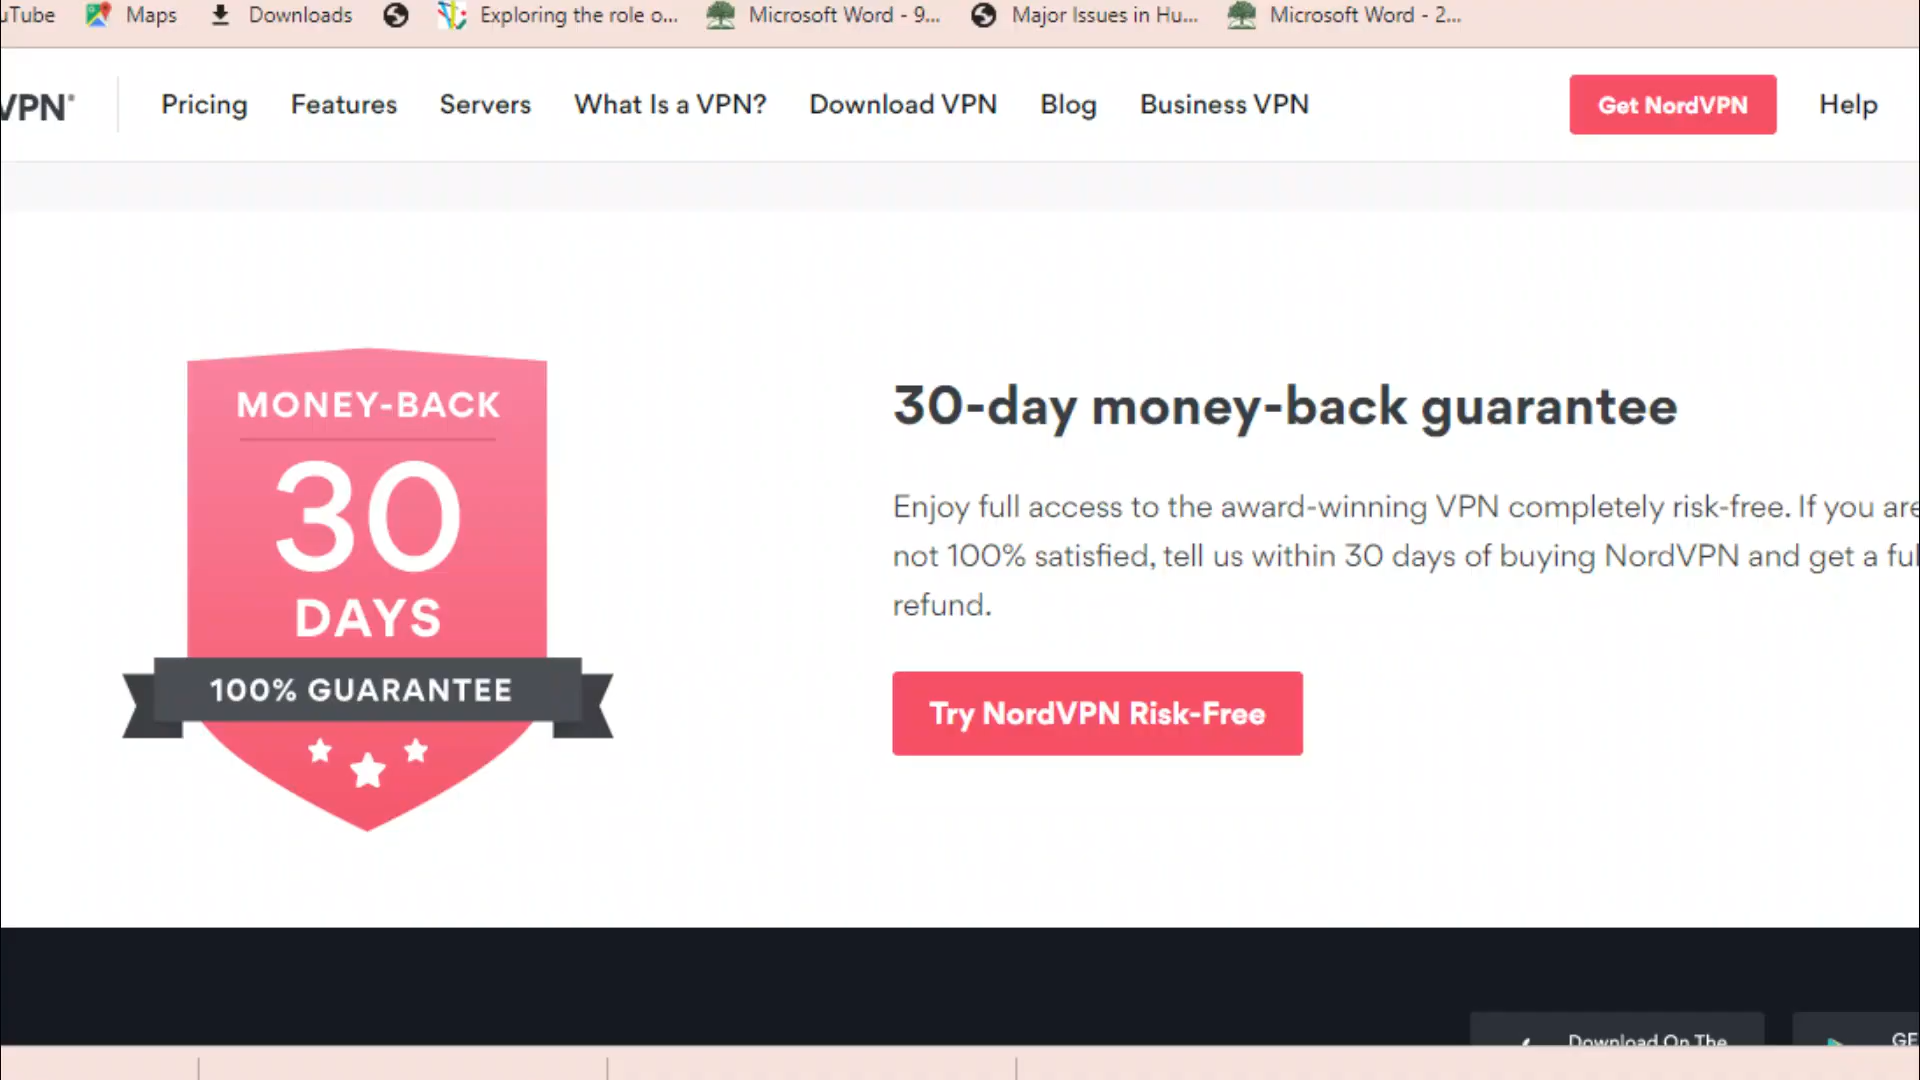 uTube Maps Downloads Exploring the role o... Microsoft Word - 9... Major Issues in Hu... Microsoft Word - 2...
VPN® Pricing Features Servers What Is a VPN? Download VPN Blog Business VPN Get NordVPN Help
MONEY-BACK
30
DAYS
100% GUARANTEE
30-day money-back guarantee
Enjoy full access to the award-winning VPN completely risk-free. If you are
not 100% satisfied, tell us within 30 days of buying NordVPN and get a ful
refund.
Try NordVPN Risk-Free
Download On The GE